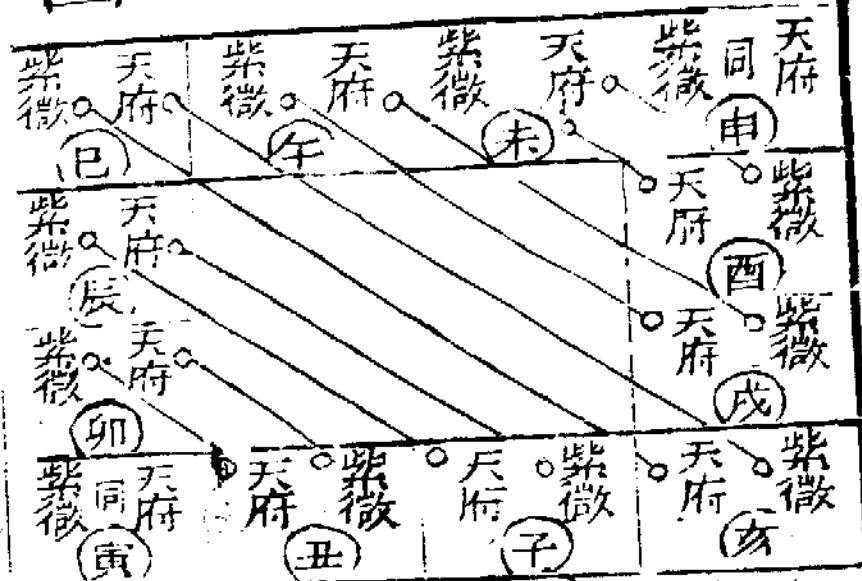 紫微 天府 紫微 天府 紫微 天府 紫微 同 天府
巳 午 未 申
紫微 天府 天府 紫微
辰 酉
紫微 天府 天府 紫微
卯 戌
紫微 同 天府 天府 紫微 天府 紫微 天府 紫微
寅 丑 子 亥